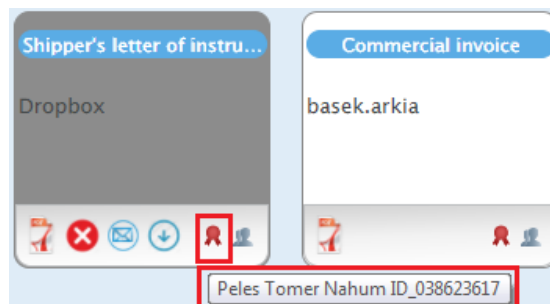 Shipper's letter of instru...
Commercial invoice
Dropbox
basek.arkia
Peles Tomer Nahum ID_038623617